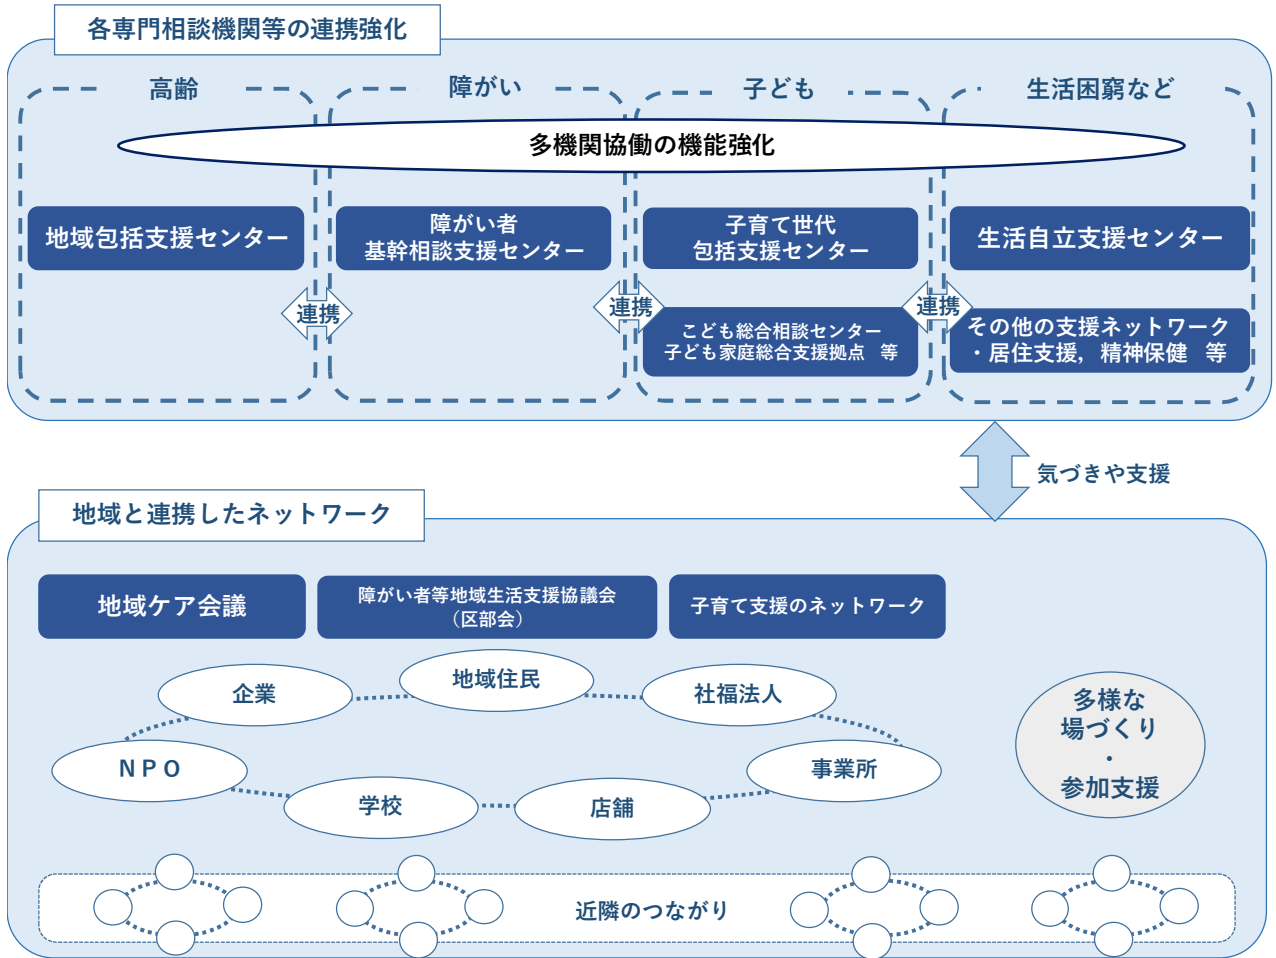 各専門相談機関等の連携強化
高齢
障がい
子ども
生活困窮など
多機関協働の機能強化
地域包括支援センター
障がい者
基幹相談支援センター
子育て世代
包括支援センター
生活自立支援センター
連携
連携
連携
こども総合相談センター
子ども家庭総合支援拠点　等
その他の支援ネットワーク
・居住支援，精神保健　等
気づきや支援
地域と連携したネットワーク
地域ケア会議
障がい者等地域生活支援協議会
（区部会）
子育て支援のネットワーク
企業
地域住民
社福法人
ＮＰＯ
学校
店舗
事業所
多様な
場づくり
・
参加支援
近隣のつながり